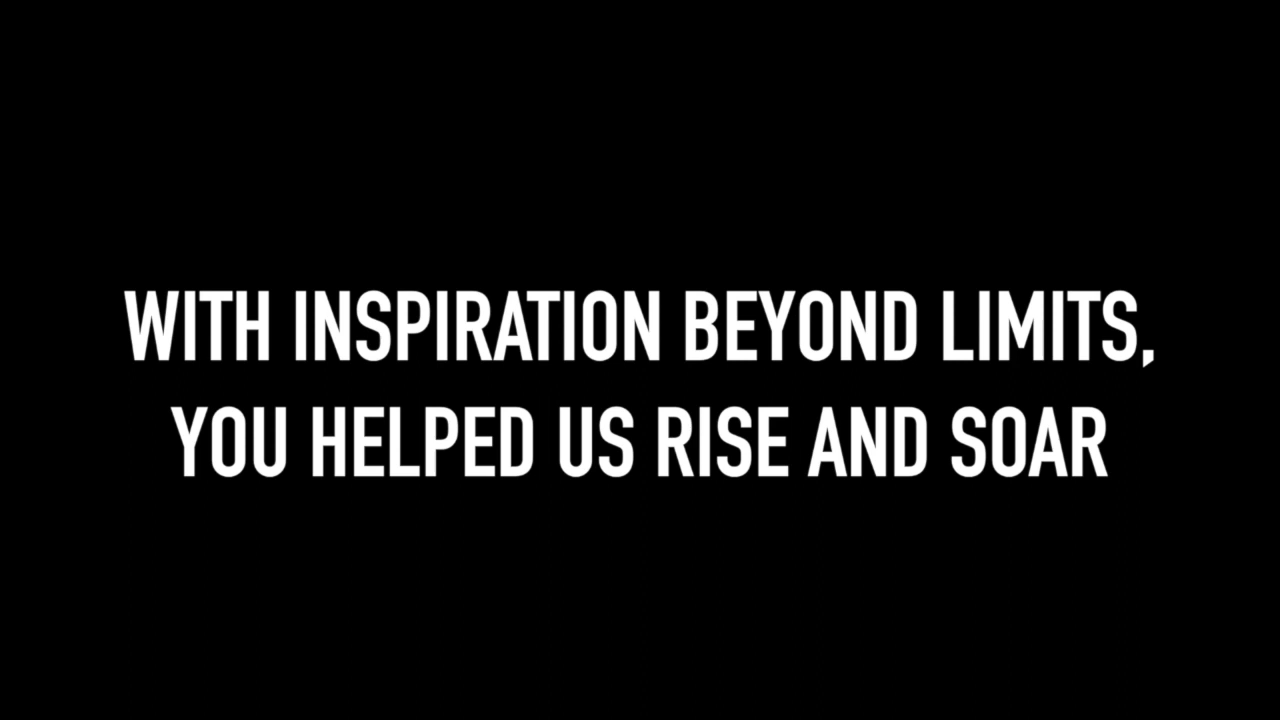 WITH INSPIRATION BEYOND LIMITS,
YOU HELPED US RISE AND SOAR